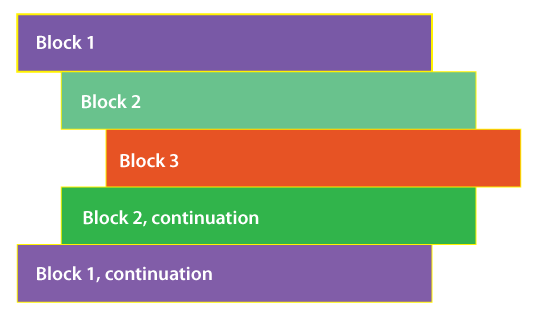 Block 1
Block 2
Block 3
Block 2, continuation
Block 1, continuation